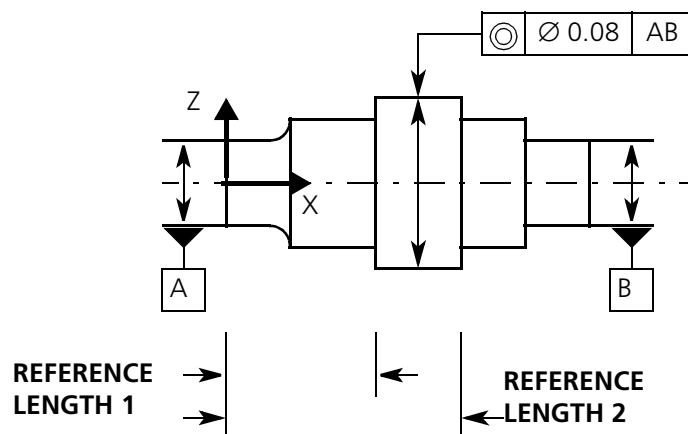 ◎ Ø 0.08 AB
Z
X
A
B
REFERENCE
LENGTH 1
REFERENCE
LENGTH 2